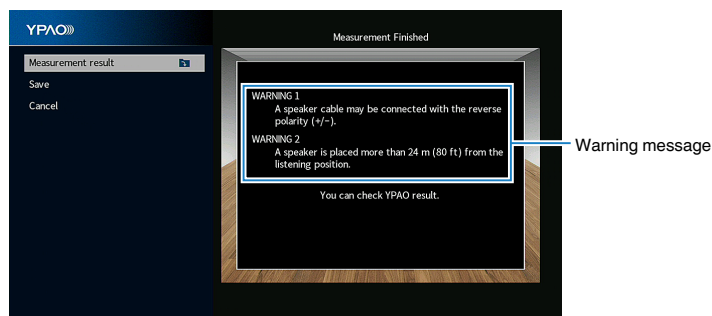 YPAO
Measurement result
Save
Cancel
Measurement Finished
WARNING 1
A speaker cable may be connected with the reverse
polarity (+/-).
WARNING 2
A speaker is placed more than 24 m (80 ft) from the
listening position.
You can check YPAO result.
Warning message